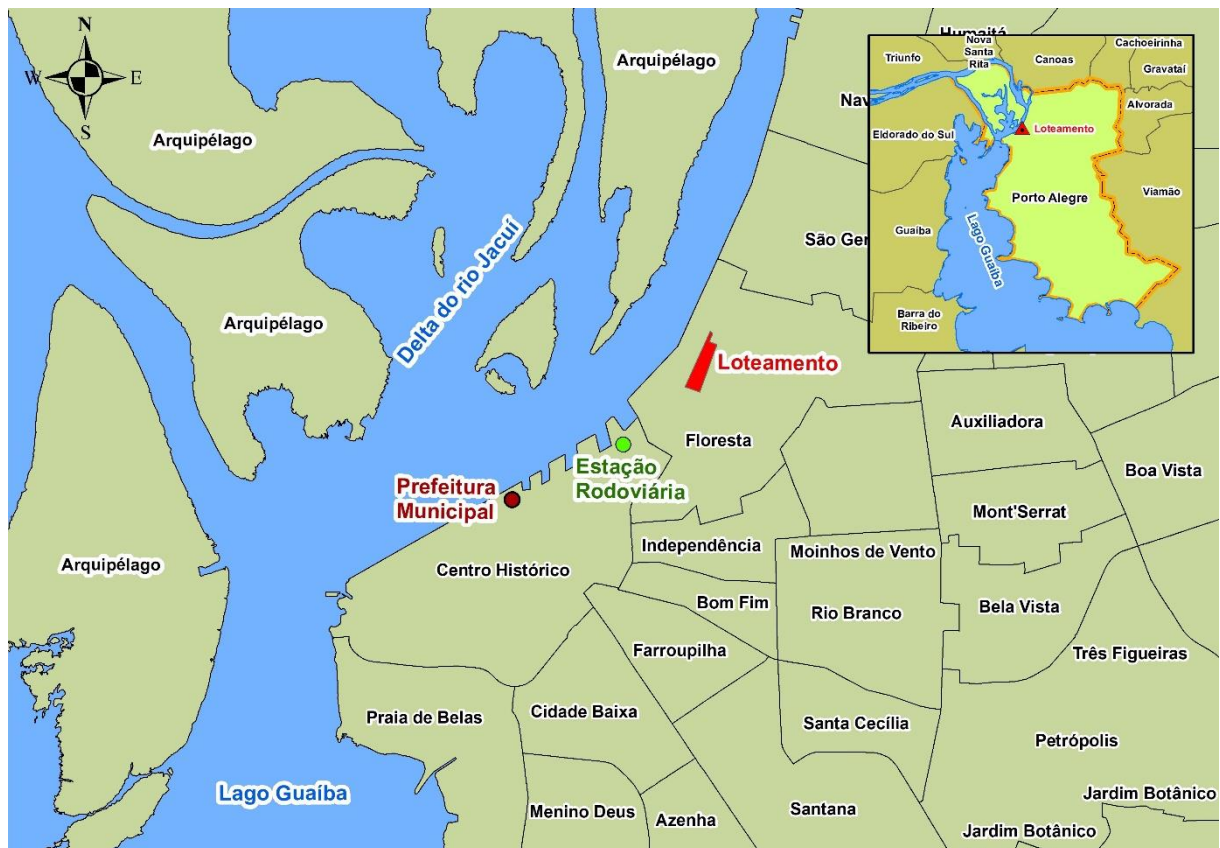 N
W
E
S
Arquipélago
Arquipélago
Arquipélago
Arquipélago
Delta do rio Jacuí
Lago Guaíba
Humaitá
São Ger
Loteamento
Floresta
Estação
Rodoviária
Prefeitura
Municipal
Centro Histórico
Independência
Moinhos de Vento
Auxiliadora
Boa Vista
Mont'Serrat
Bom Fim
Rio Branco
Bela Vista
Farroupilha
Três Figueiras
Praia de Belas
Cidade Baixa
Santa Cecília
Petrópolis
Menino Deus
Azenha
Santana
Jardim Botânico
Jardim Botânico
Nav
Triunfo
Nova
Santa
Rita
Canoas
Cachoeirinha
Gravataí
Alvorada
Eldorado do Sul
Loteamento
Viamão
Porto Alegre
Guaíba
Lago Guaíba
Barra do
Ribeiro